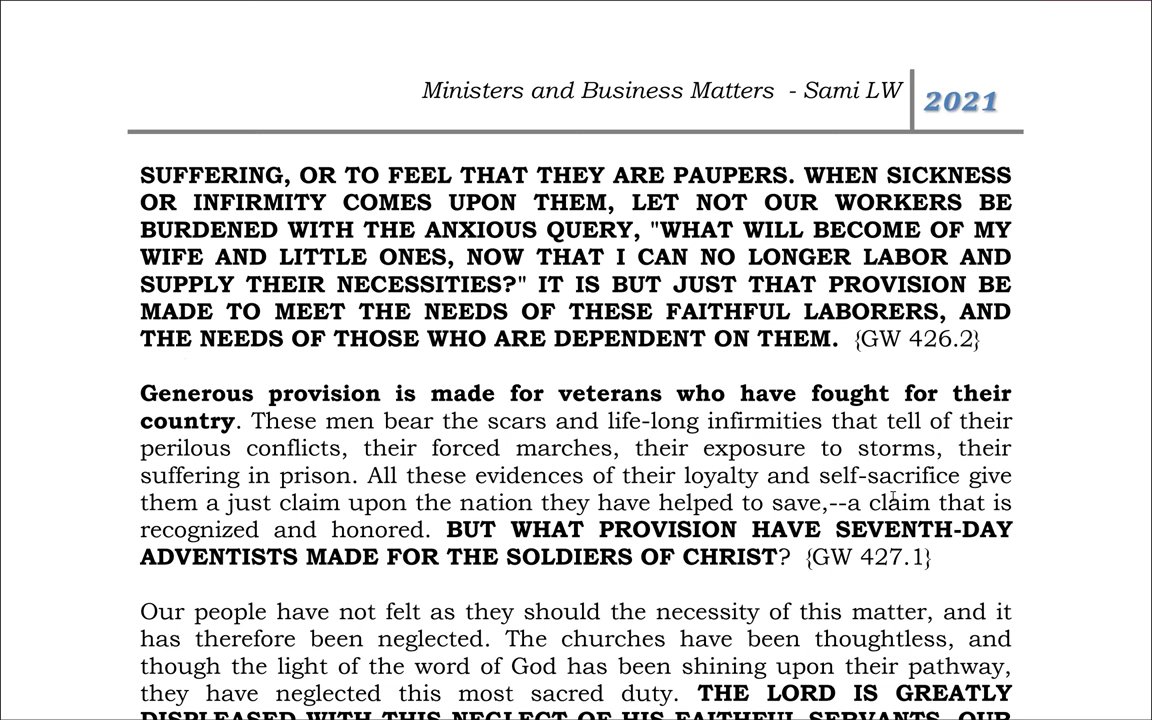 Ministers and Business Matters - Sami LW 2021
SUFFERING, OR TO FEEL THAT THEY ARE PAUPERS. WHEN SICKNESS
OR INFIRMITY COMES UPON THEM, LET NOT OUR WORKERS BE
BURDENED WITH THE ANXIOUS QUERY, "WHAT WILL BECOME OF MY
WIFE AND LITTLE ONES, NOW THAT I CAN NO LONGER LABOR AND
SUPPLY THEIR NECESSITIES?" IT IS BUT JUST THAT PROVISION BE
MADE TO MEET THE NEEDS OF THESE FAITHFUL LABORERS, AND
THE NEEDS OF THOSE WHO ARE DEPENDENT ON THEM. {GW 426.2}
Generous provision is made for veterans who have fought for their
country. These men bear the scars and life-long infirmities that tell of their
perilous conflicts, their forced marches, their exposure to storms, their
suffering in prison. All these evidences of their loyalty and self-sacrifice give
them a just claim upon the nation they have helped to save,--a claim that is
recognized and honored. BUT WHAT PROVISION HAVE SEVENTH-DAY
ADVENTISTS MADE FOR THE SOLDIERS OF CHRIST? {GW 427.1}
Our people have not felt as they should the necessity of this matter, and it
has therefore been neglected. The churches have been thoughtless, and
though the light of the word of God has been shining upon their pathway,
they have neglected this most sacred duty. THE LORD IS GREATLY
DISPLEASED WITH THIS NEGLECT OF HIS FAITHFUL SERVANTS. OUR